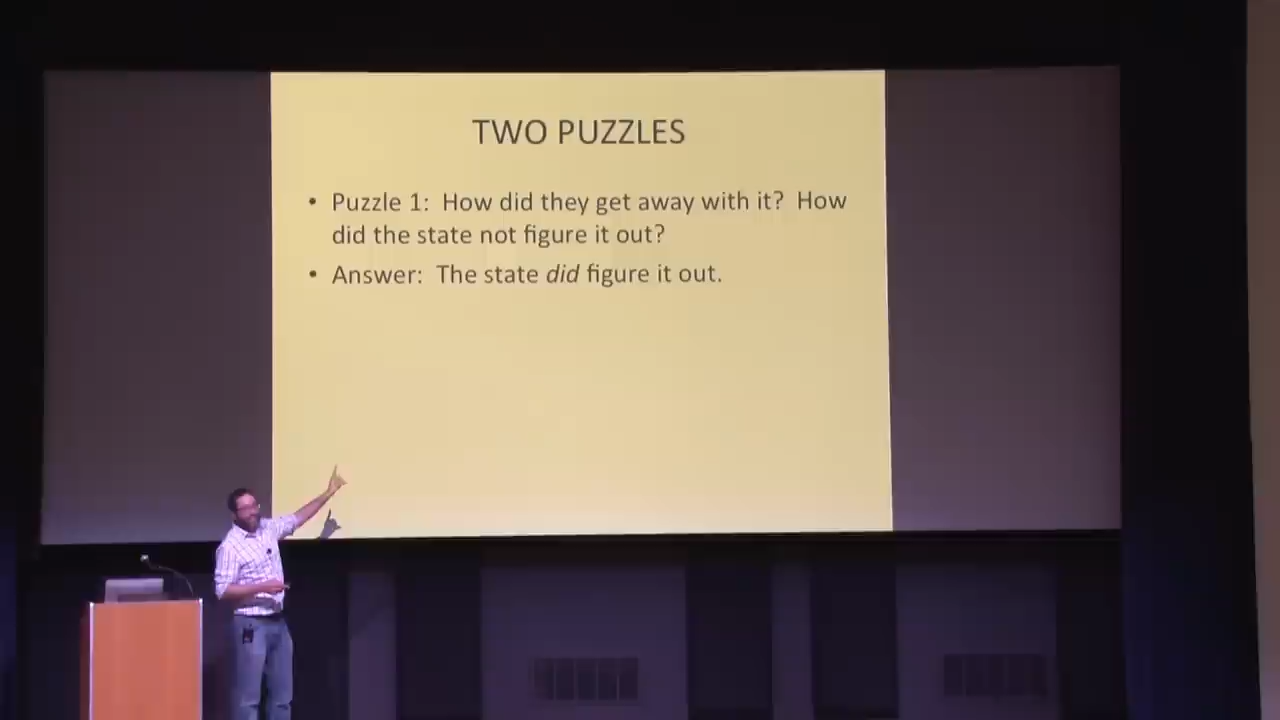 TWO PUZZLES
• Puzzle 1:  How did they get away with it?  How
did the state not figure it out?
• Answer:  The state did figure it out.